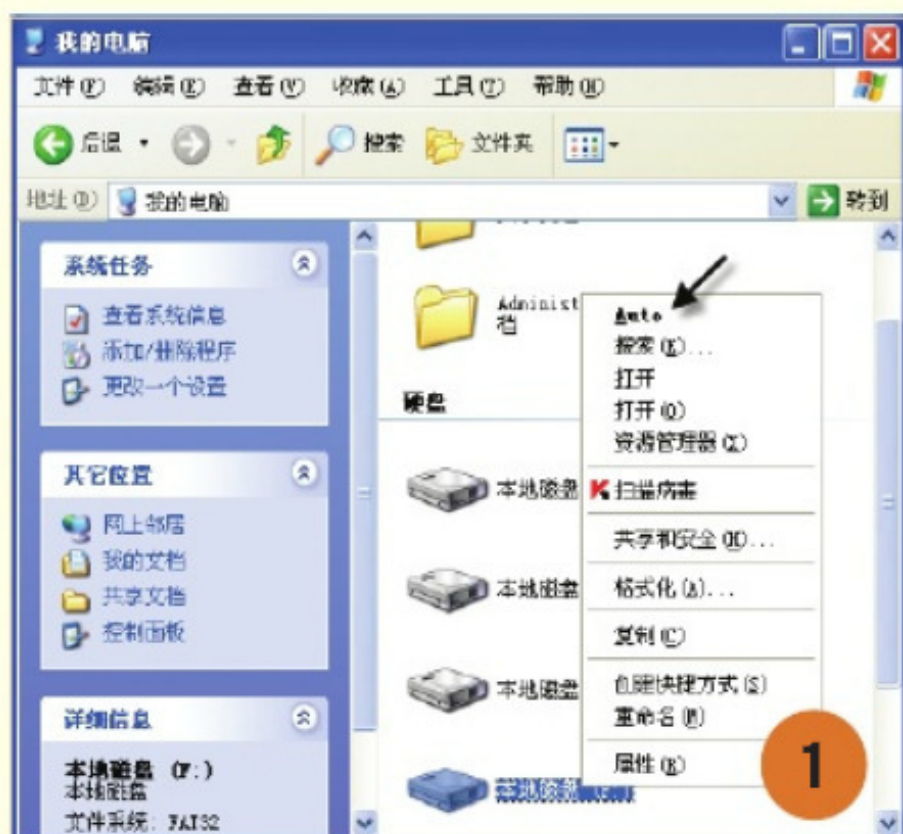 我的电脑
文件(F) 编辑(E) 查看(V) 收藏(A) 工具(T) 帮助(H)
后退 搜索 文件夹
地址(D) 我的电脑 转到
系统任务
查看系统信息
添加/删除程序
更改一个设置
其它位置
网上邻居
我的文档
共享文档
控制面板
详细信息
本地磁盘 (F:)
本地磁盘
文件系统: FAT32
Administ
档
硬盘
本地磁盘
本地磁盘
本地磁盘
本地磁盘
Auto
搜索(E)...
打开
打开(O)
资源管理器(X)
扫描病毒
共享和安全(H)...
格式化(A)...
复制(C)
创建快捷方式(S)
重命名(M)
属性(R)
1